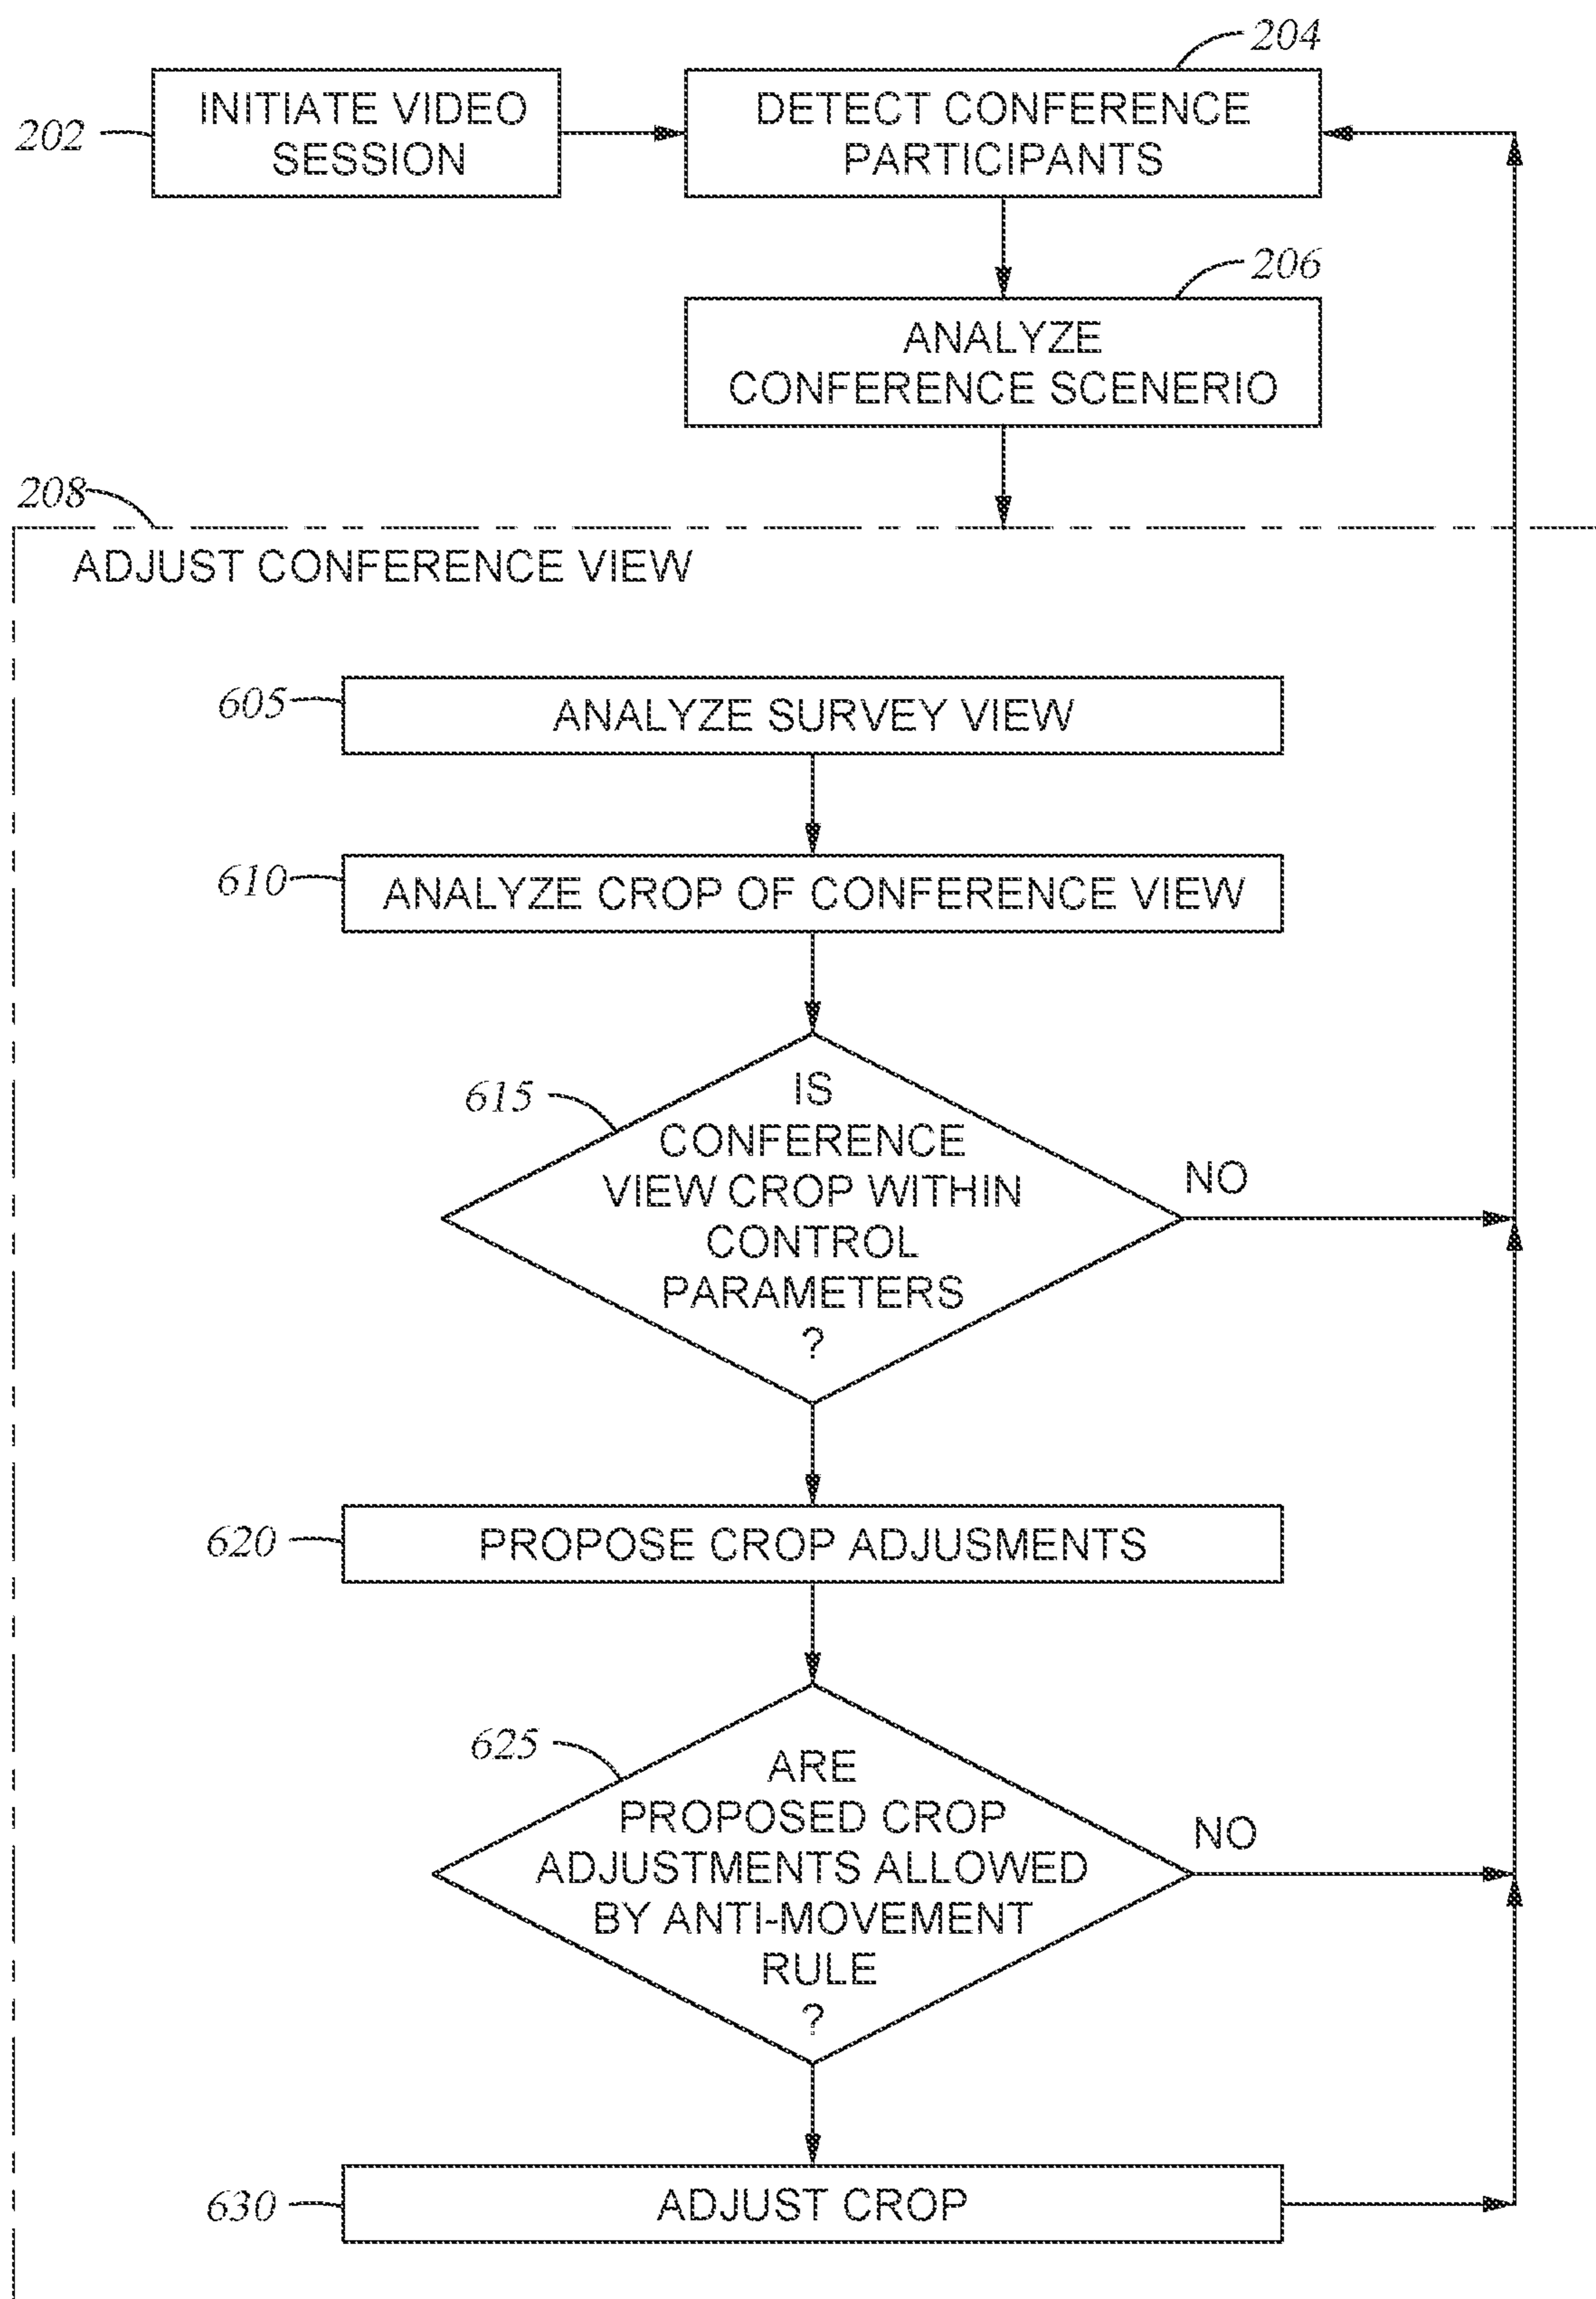 204
INITIATE VIDEO
SESSION
202
DETECT CONFERENCE
PARTICIPANTS
206
ANALYZE
CONFERENCE SCENERIO
208
ADJUST CONFERENCE VIEW
605
ANALYZE SURVEY VIEW
610
ANALYZE CROP OF CONFERENCE VIEW
615
IS
CONFERENCE
VIEW CROP WITHIN
CONTROL
PARAMETERS
?
NO
620
PROPOSE CROP ADJUSMENTS
625
ARE
PROPOSED CROP
ADJUSTMENTS ALLOWED
BY ANTI-MOVEMENT
RULE
?
NO
630
ADJUST CROP